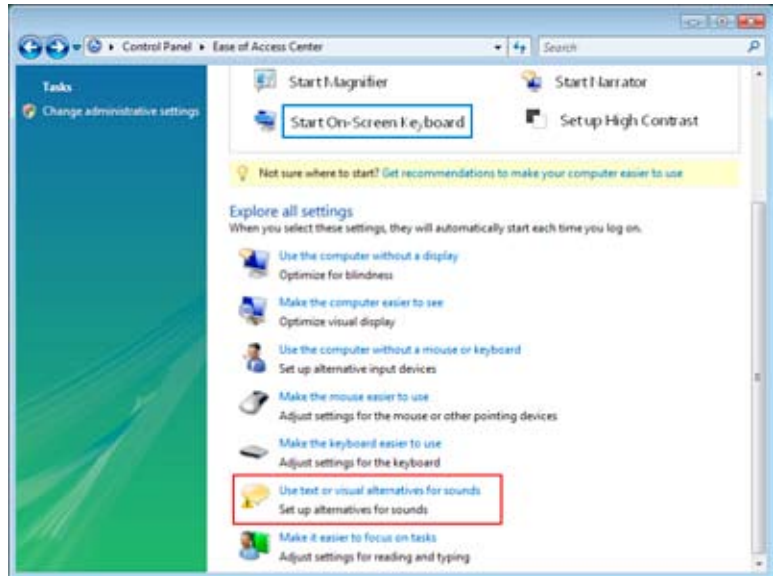 Control Panel ▸ Ease of Access Center
Search
Tasks
Change administrative settings
Start Magnifier
Start Narrator
Start On-Screen Keyboard
Set up High Contrast
Not sure where to start? Get recommendations to make your computer easier to use
Explore all settings
When you select these settings, they will automatically start each time you log on.
Use the computer without a display
Optimize for blindness
Make the computer easier to see
Optimize visual display
Use the computer without a mouse or keyboard
Set up alternative input devices
Make the mouse easier to use
Adjust settings for the mouse or other pointing devices
Make the keyboard easier to use
Adjust settings for the keyboard
Use text or visual alternatives for sounds
Set up alternatives for sounds
Make it easier to focus on tasks
Adjust settings for reading and typing